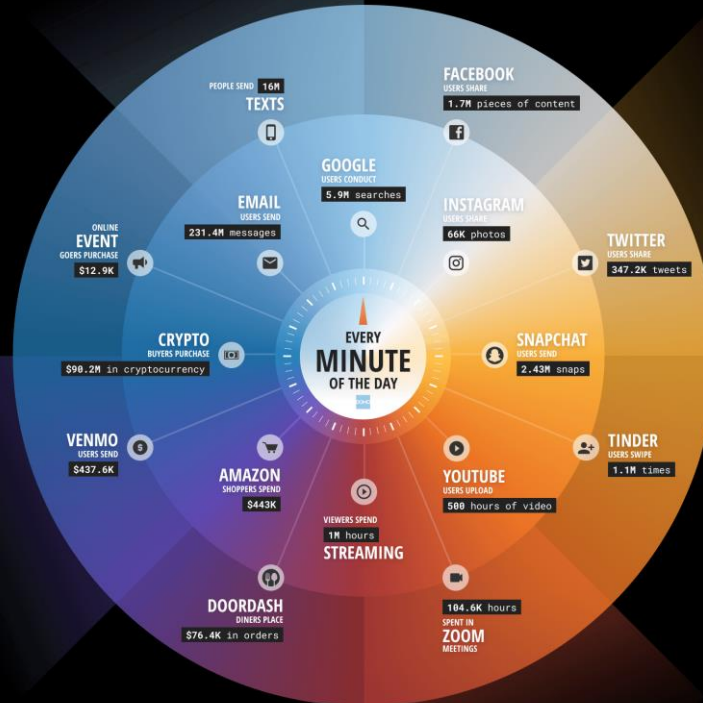 PEOPLE SEND 16M
TEXTS
FACEBOOK
USERS SHARE
1.7M pieces of content
GOOGLE
USERS CONDUCT
5.9M searches
EMAIL
USERS SEND
231.4M messages
INSTAGRAM
USERS SHARE
66K photos
ONLINE
EVENT
GOERS PURCHASE
$12.9K
TWITTER
USERS SHARE
347.2K tweets
CRYPTO
BUYERS PURCHASE
$90.2M in cryptocurrency
EVERY
MINUTE
OF THE DAY
DOMO
SNAPCHAT
USERS SEND
2.43M snaps
VENMO
USERS SEND
$437.6K
AMAZON
SHOPPERS SPEND
$443K
VIEWERS SPEND
1M hours
STREAMING
YOUTUBE
USERS UPLOAD
500 hours of video
TINDER
USERS SWIPE
1.1M times
DOORDASH
DINERS PLACE
$76.4K in orders
104.6K hours
SPENT IN
ZOOM
MEETINGS